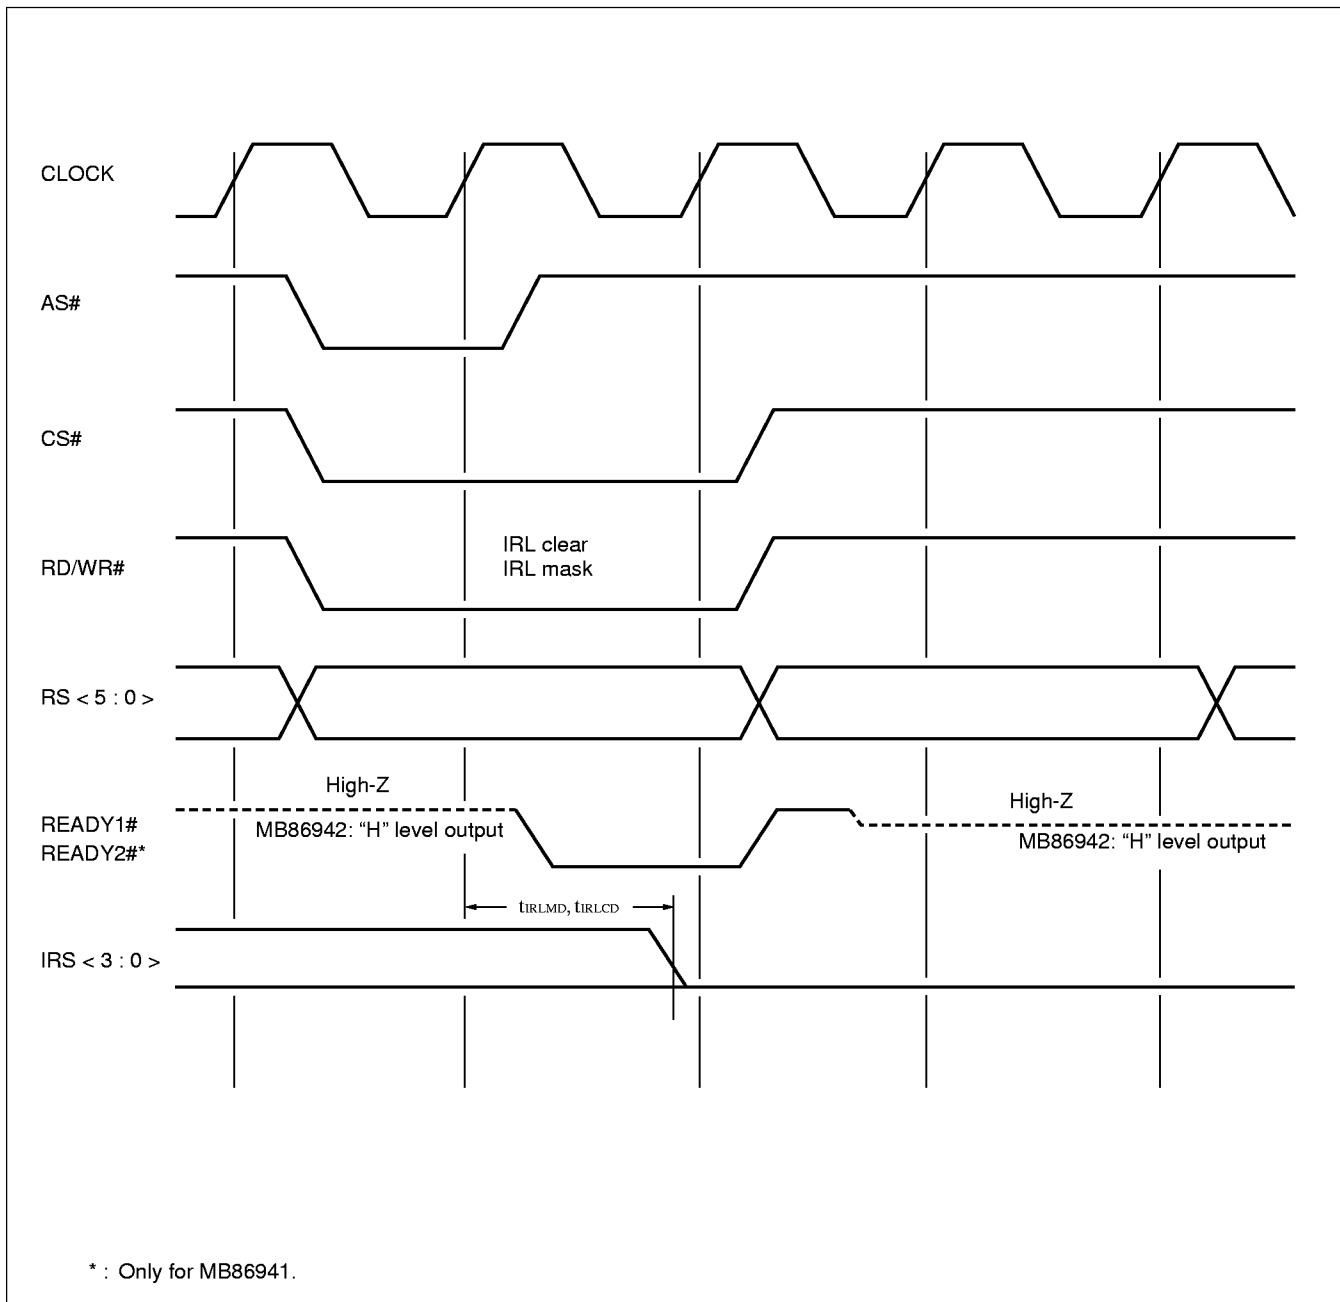 CLOCK
AS#
CS#
IRL clear
RD/WR#
IRL mask
RS < 5 : 0 >
High-Z
High-Z
READY1#
MB86942: “H” level output
MB86942: “H” level output
READY2#*
tIRLMD, tIRLCD
IRS < 3 : 0 >
* : Only for MB86941.